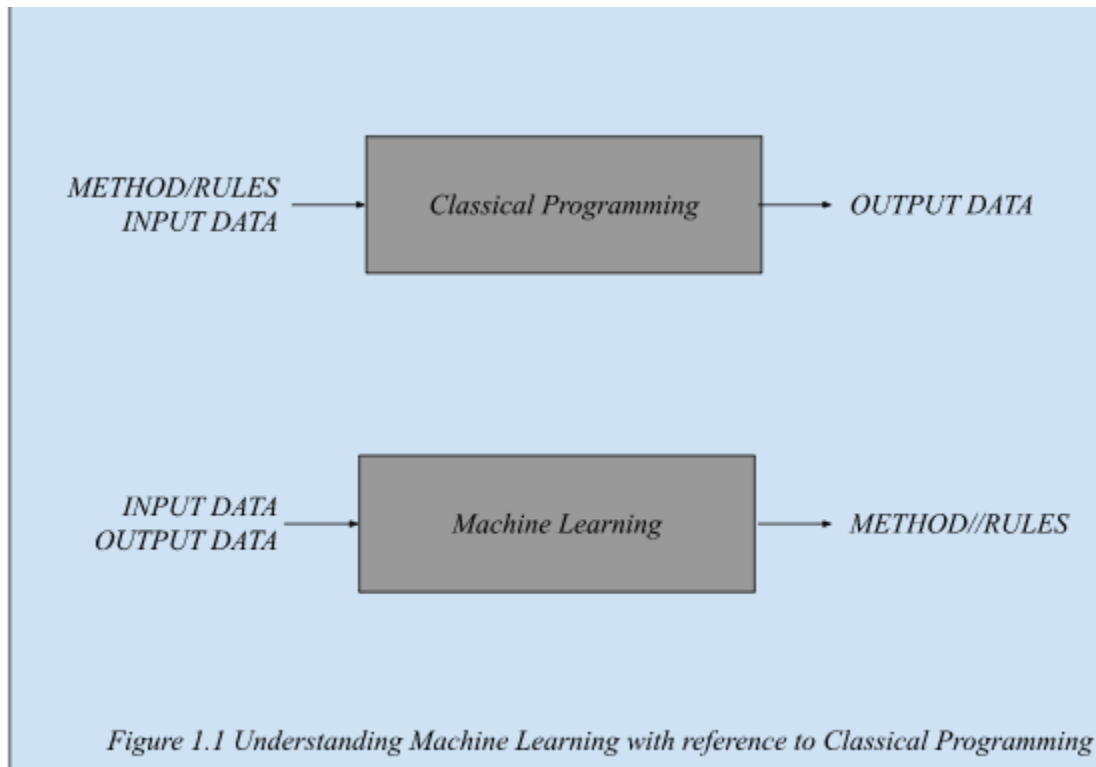 METHOD/RULES
INPUT DATA
Classical Programming
OUTPUT DATA
INPUT DATA
OUTPUT DATA
Machine Learning
METHOD//RULES
Figure 1.1 Understanding Machine Learning with reference to Classical Programming